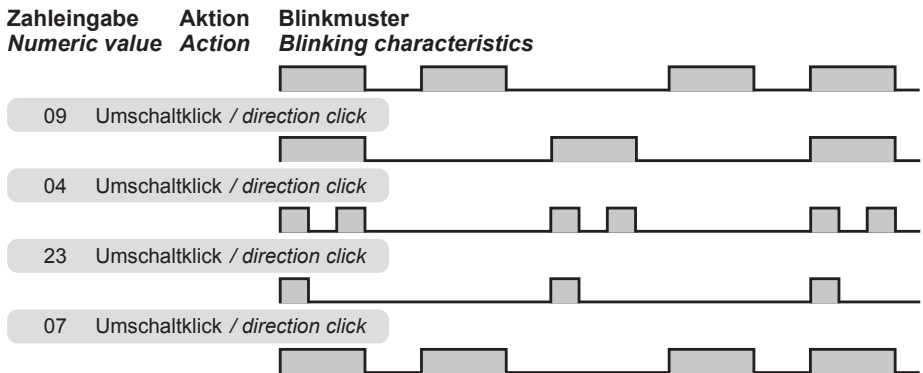 Zahleingabe Aktion Blinkmuster
Numeric value Action Blinking characteristics
09 Umschaltklick / direction click
04 Umschaltklick / direction click
23 Umschaltklick / direction click
07 Umschaltklick / direction click